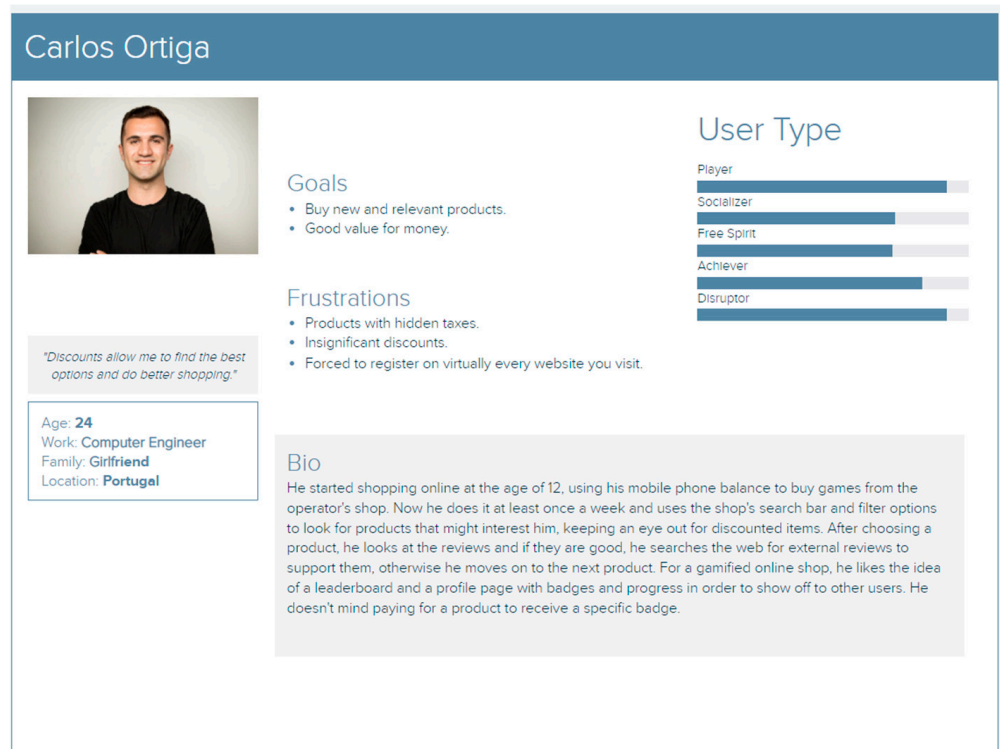 Carlos Ortiga
"Discounts allow me to find the best
options and do better shopping."
Age: 24
Work: Computer Engineer
Family: Girlfriend
Location: Portugal
Goals
• Buy new and relevant products.
• Good value for money.
Frustrations
• Products with hidden taxes.
• Insignificant discounts.
• Forced to register on virtually every website you visit.
User Type
Player
Socializer
Free Spirit
Achiever
Disruptor
Bio
He started shopping online at the age of 12, using his mobile phone balance to buy games from the
operator's shop. Now he does it at least once a week and uses the shop's search bar and filter options
to look for products that might interest him, keeping an eye out for discounted items. After choosing a
product, he looks at the reviews and if they are good, he searches the web for external reviews to
support them, otherwise he moves on to the next product. For a gamified online shop, he likes the idea
of a leaderboard and a profile page with badges and progress in order to show off to other users. He
doesn't mind paying for a product to receive a specific badge.